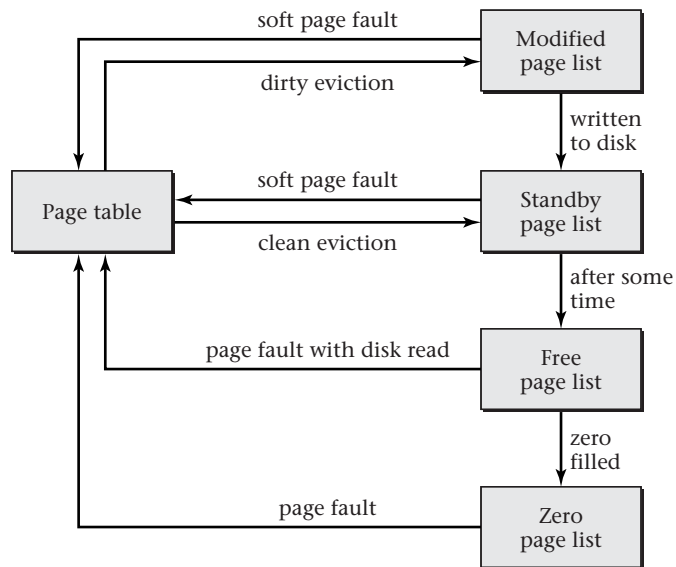 soft page fault
Modified
page list
dirty eviction
written
to disk
Page table
soft page fault
Standby
page list
clean eviction
after some
time
page fault with disk read
Free
page list
zero
filled
page fault
Zero
page list